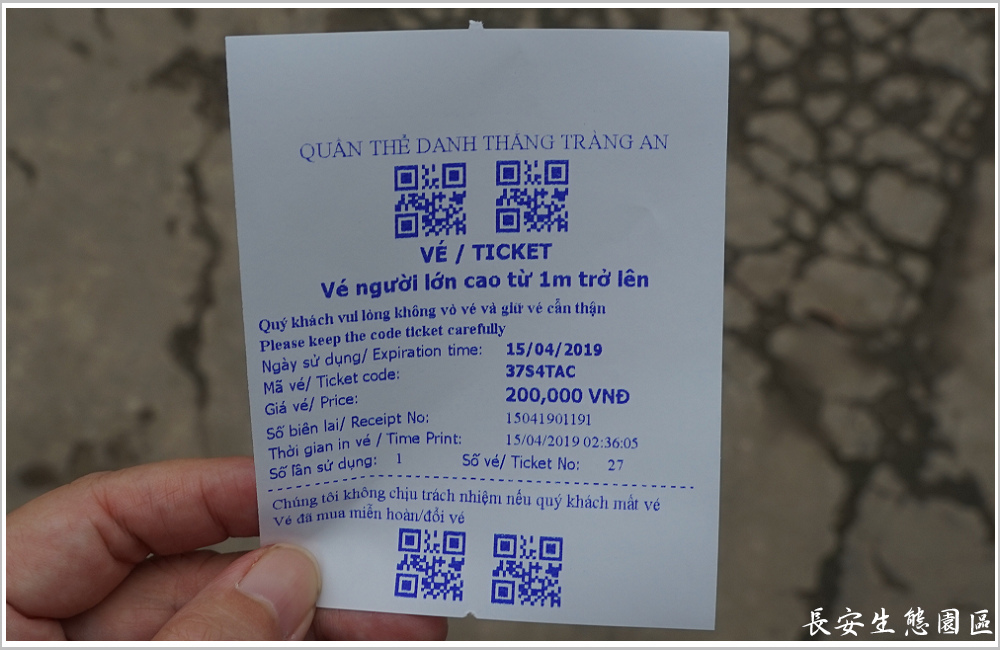 QUẦN THỂ DANH THẮNG TRÀNG AN
VÉ / TICKET
Vé người lớn cao từ 1m trở lên
Quý khách vul lòng không vò vé và giữ vé cẩn thận
Please keep the code ticket carefully
Ngày sử dụng/ Expiration time: 15/04/2019
Mã vé/ Ticket code: 37S4TAC
Giá vé/ Price: 200,000 VNĐ
Số biên lai/ Receipt No: 15041901191
Thời gian in vé / Time Print: 15/04/2019 02:36:05
Số lần sử dụng: 1 Số vé/ Ticket No: 27
Chúng tôi không chịu trách nhiệm nếu quý khách mất vé
Vé đã mua miễn hoàn/đổi vé
長安生態園區